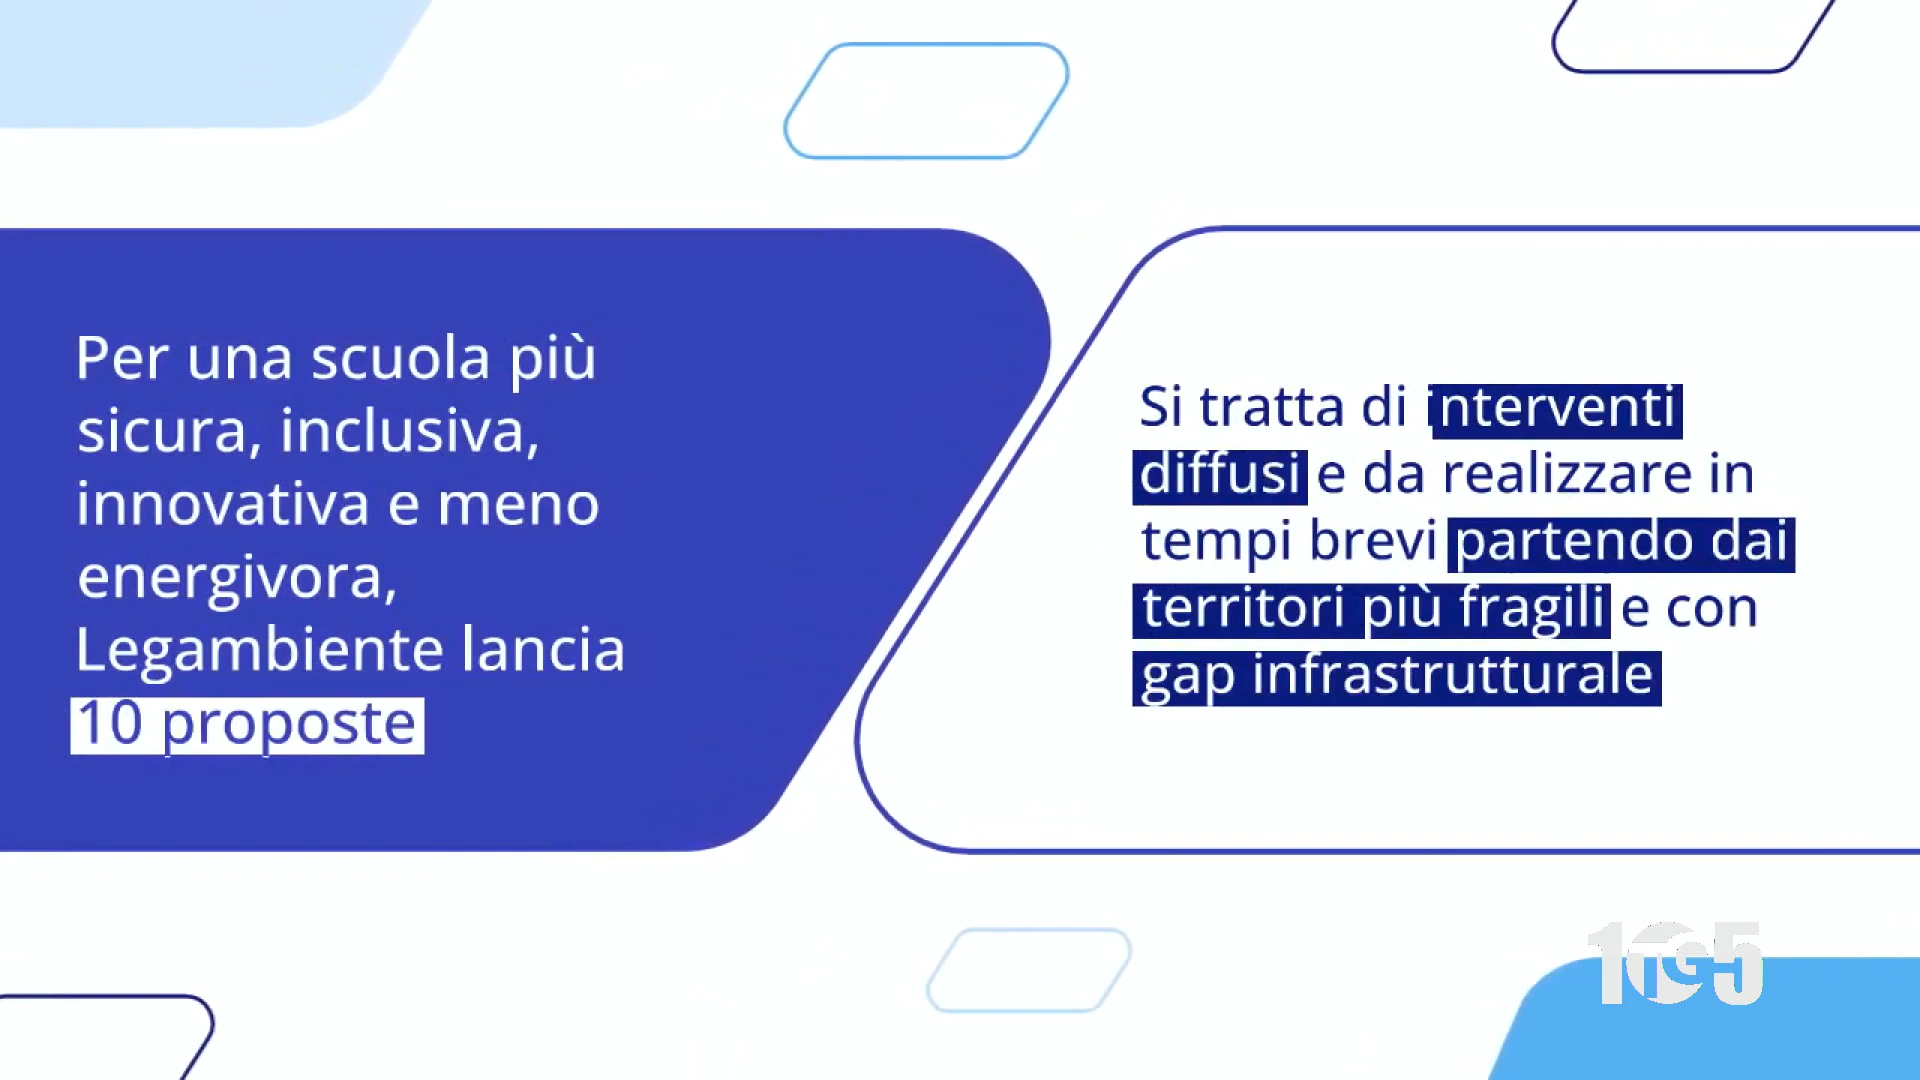 Per una scuola più
sicura, inclusiva,
innovativa e meno
energivora,
Legambiente lancia
10 proposte
Si tratta di interventi
diffusi e da realizzare in
tempi brevi partendo dai
territori più fragili e con
gap infrastrutturale
1TG5